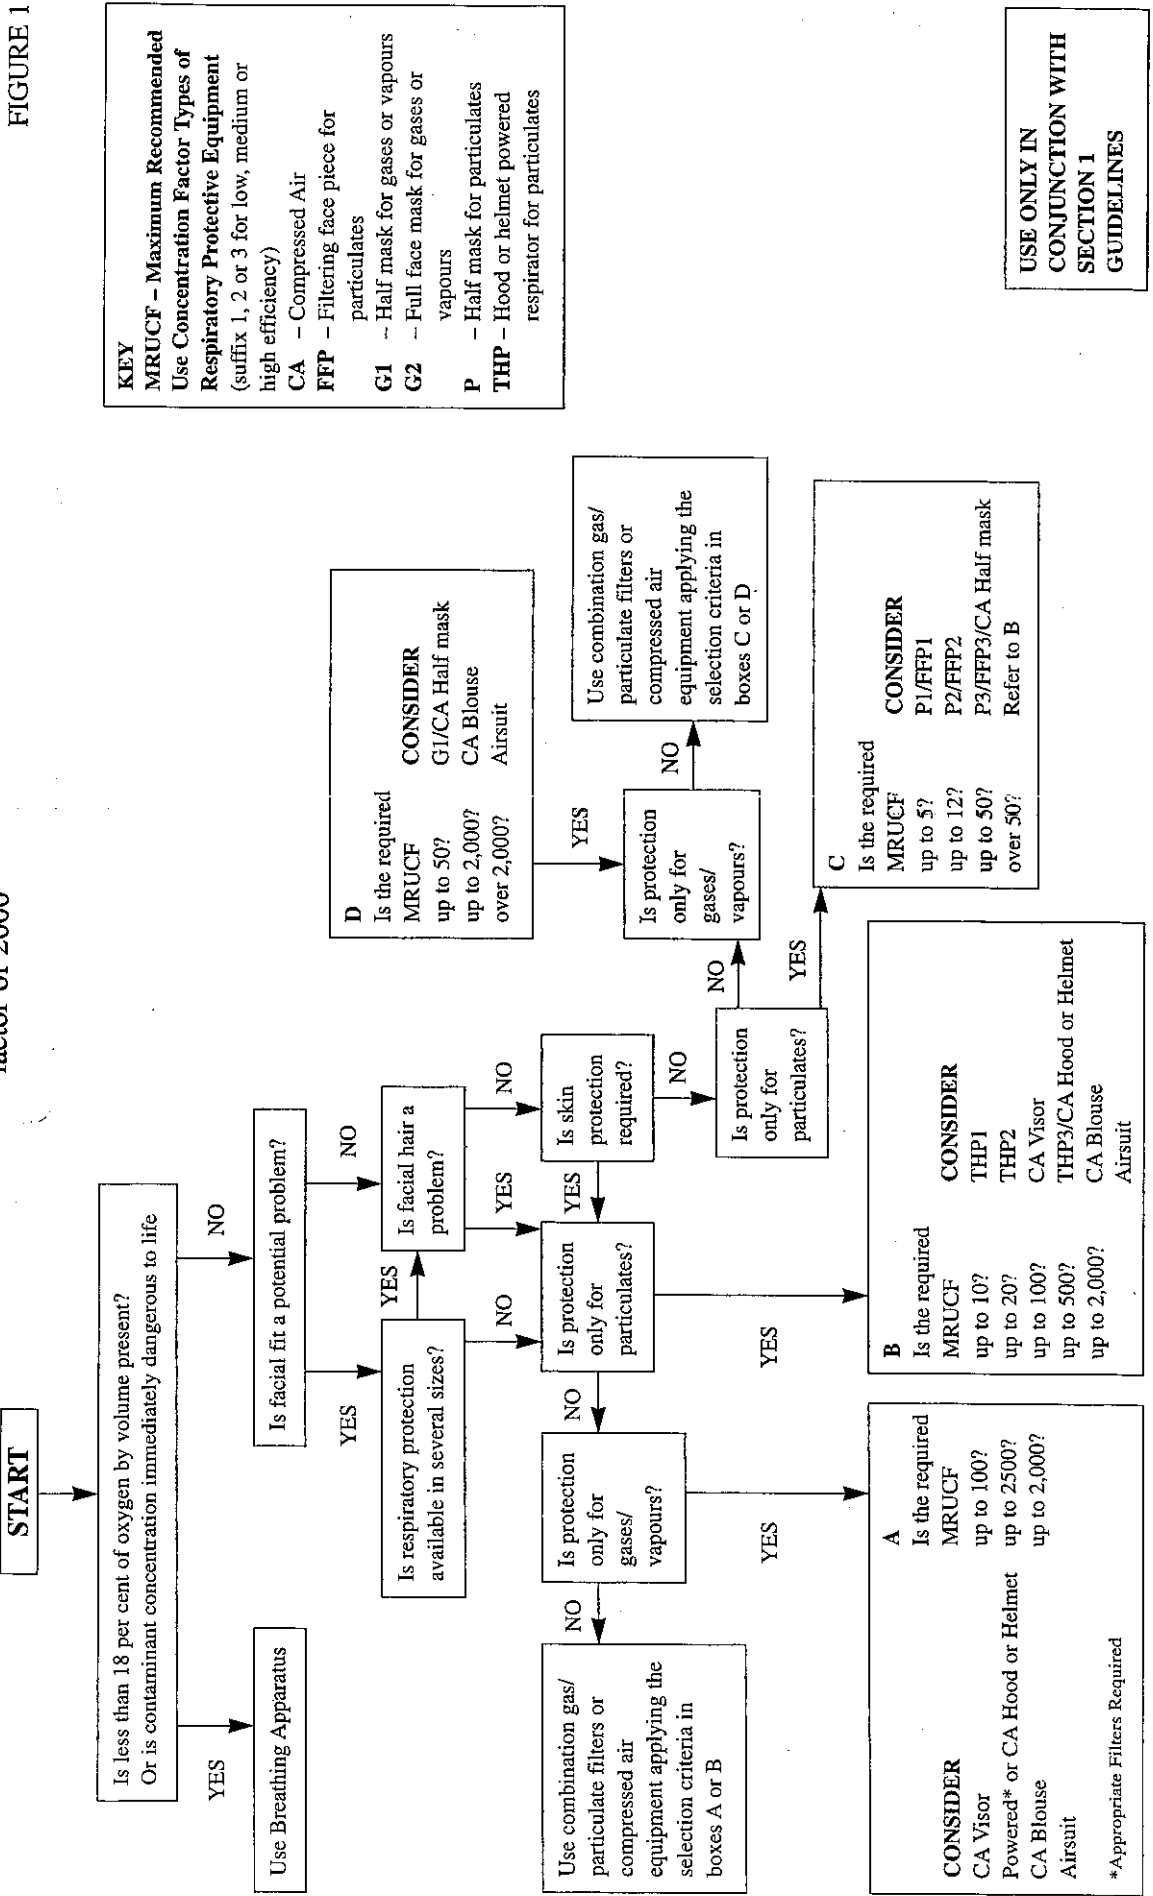 FIGURE 1
factor of 2000
START
Is less than 18 per cent of oxygen by volume present?
Or is contaminant concentration immediately dangerous to life
YES
NO
Use Breathing Apparatus
Is facial fit a potential problem?
YES
NO
Is respiratory protection
available in several sizes?
YES
NO
Is facial hair a
problem?
YES
NO
Is skin
protection
required?
YES
NO
Is protection
only for
particulates?
NO
YES
Is protection
only for
gases/
vapours?
NO
YES
Use combination gas/
particulate filters or
compressed air
equipment applying the
selection criteria in
boxes A or B
A
Is the required
CONSIDER MRUCF
CA Visor up to 100?
Powered* or CA Hood or Helmet up to 2500?
CA Blouse up to 2,000?
Airsuit
*Appropriate Filters Required
B
Is the required
MRUCF CONSIDER
up to 10? THP1
up to 20? THP2
up to 100? CA Visor
up to 500? THP3/CA Hood or Helmet
up to 2,000? CA Blouse
Airsuit
Is protection
only for
particulates?
NO
YES
C
Is the required
MRUCF CONSIDER
up to 5? P1/FFP1
up to 12? P2/FFP2
up to 50? P3/FFP3/CA Half mask
over 50? Refer to B
Is protection
only for
gases/
vapours?
YES
NO
D
Is the required
MRUCF CONSIDER
up to 50? G1/CA Half mask
up to 2,000? CA Blouse
over 2,000? Airsuit
Use combination gas/
particulate filters or
compressed air
equipment applying the
selection criteria in
boxes C or D
KEY
MRUCF – Maximum Recommended
Use Concentration Factor Types of
Respiratory Protective Equipment
(suffix 1, 2 or 3 for low, medium or
high efficiency)
CA – Compressed Air
FFP – Filtering face piece for
particulates
G1 – Half mask for gases or vapours
G2 – Full face mask for gases or
vapours
P – Half mask for particulates
THP – Hood or helmet powered
respirator for particulates
USE ONLY IN
CONJUNCTION WITH
SECTION 1
GUIDELINES